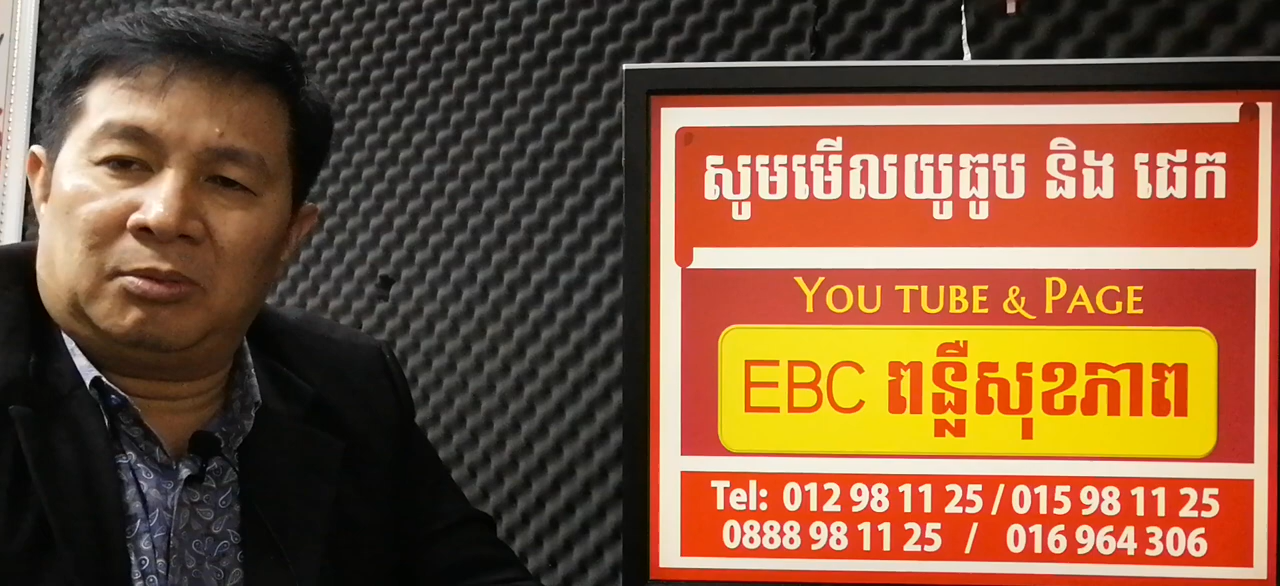 សូមមើលយូធូប និង ផេក
YOU TUBE & PAGE
EBC ពន្លឺសុខភាព
Tel: 012 98 11 25 / 015 98 11 25
0888 98 11 25 / 016 964 306